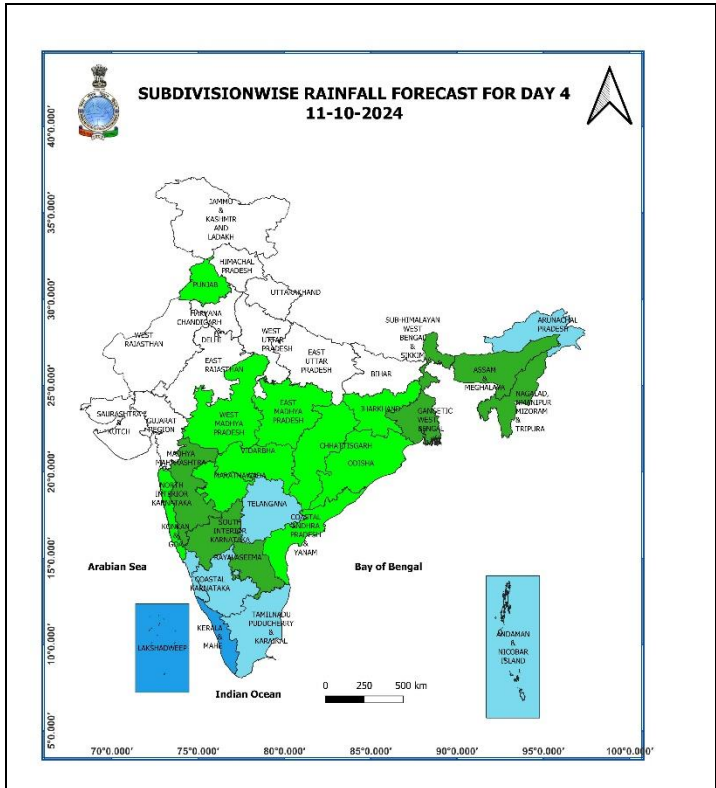 SUBDIVISIONWISE RAINFALL FORECAST FOR DAY 4
11-10-2024
JAMMU
&
KASHMIR
AND
LADAKH
HIMACHAL
PRADESH
PUNJAB
UTTARAKHAND
HARYANA
CHANDIGARH
&
DELHI
WEST
RAJASTHAN
WEST
UTTAR
PRADESH
EAST
RAJASTHAN
EAST
UTTAR
PRADESH
BIHAR
SUB-HIMALAYAN
WEST
BENGAL
&
SIKKIM
ARUNACHAL
PRADESH
ASSAM
&
MEGHALAYA
NAGALAD,
MANIPUR
MIZORAM
&
TRIPURA
SAURASHTRA
&
KUTCH
GUJARAT
REGION
WEST
MADHYA
PRADESH
EAST
MADHYA
PRADESH
JHARKHAND
GANGETIC
WEST
BENGAL
CHHATTISGARH
ODISHA
MADHYA
MAHARASHTRA
VIDARBHA
MARATHAWADA
NORTH
INTERIOR
KARNATAKA
KONKAN
&
GOA
TELANGANA
SOUTH
INTERIOR
KARNATAKA
COASTAL
ANDHRA
PRADESH
&
YANAM
RAYALASEEMA
COASTAL
KARNATAKA
TAMILNADU
PUDUCHERRY
&
KARAIKAL
KERALA
&
MAHE
LAKSHADWEEP
ANDAMAN
&
NICOBAR
ISLAND
Arabian Sea
Bay of Bengal
Indian Ocean
0 250 500 km
40°0.000'
35°0.000'
30°0.000'
25°0.000'
20°0.000'
15°0.000'
10°0.000'
5°0.000'
70°0.000' 75°0.000' 80°0.000' 85°0.000' 90°0.000' 95°0.000' 100°0.000'